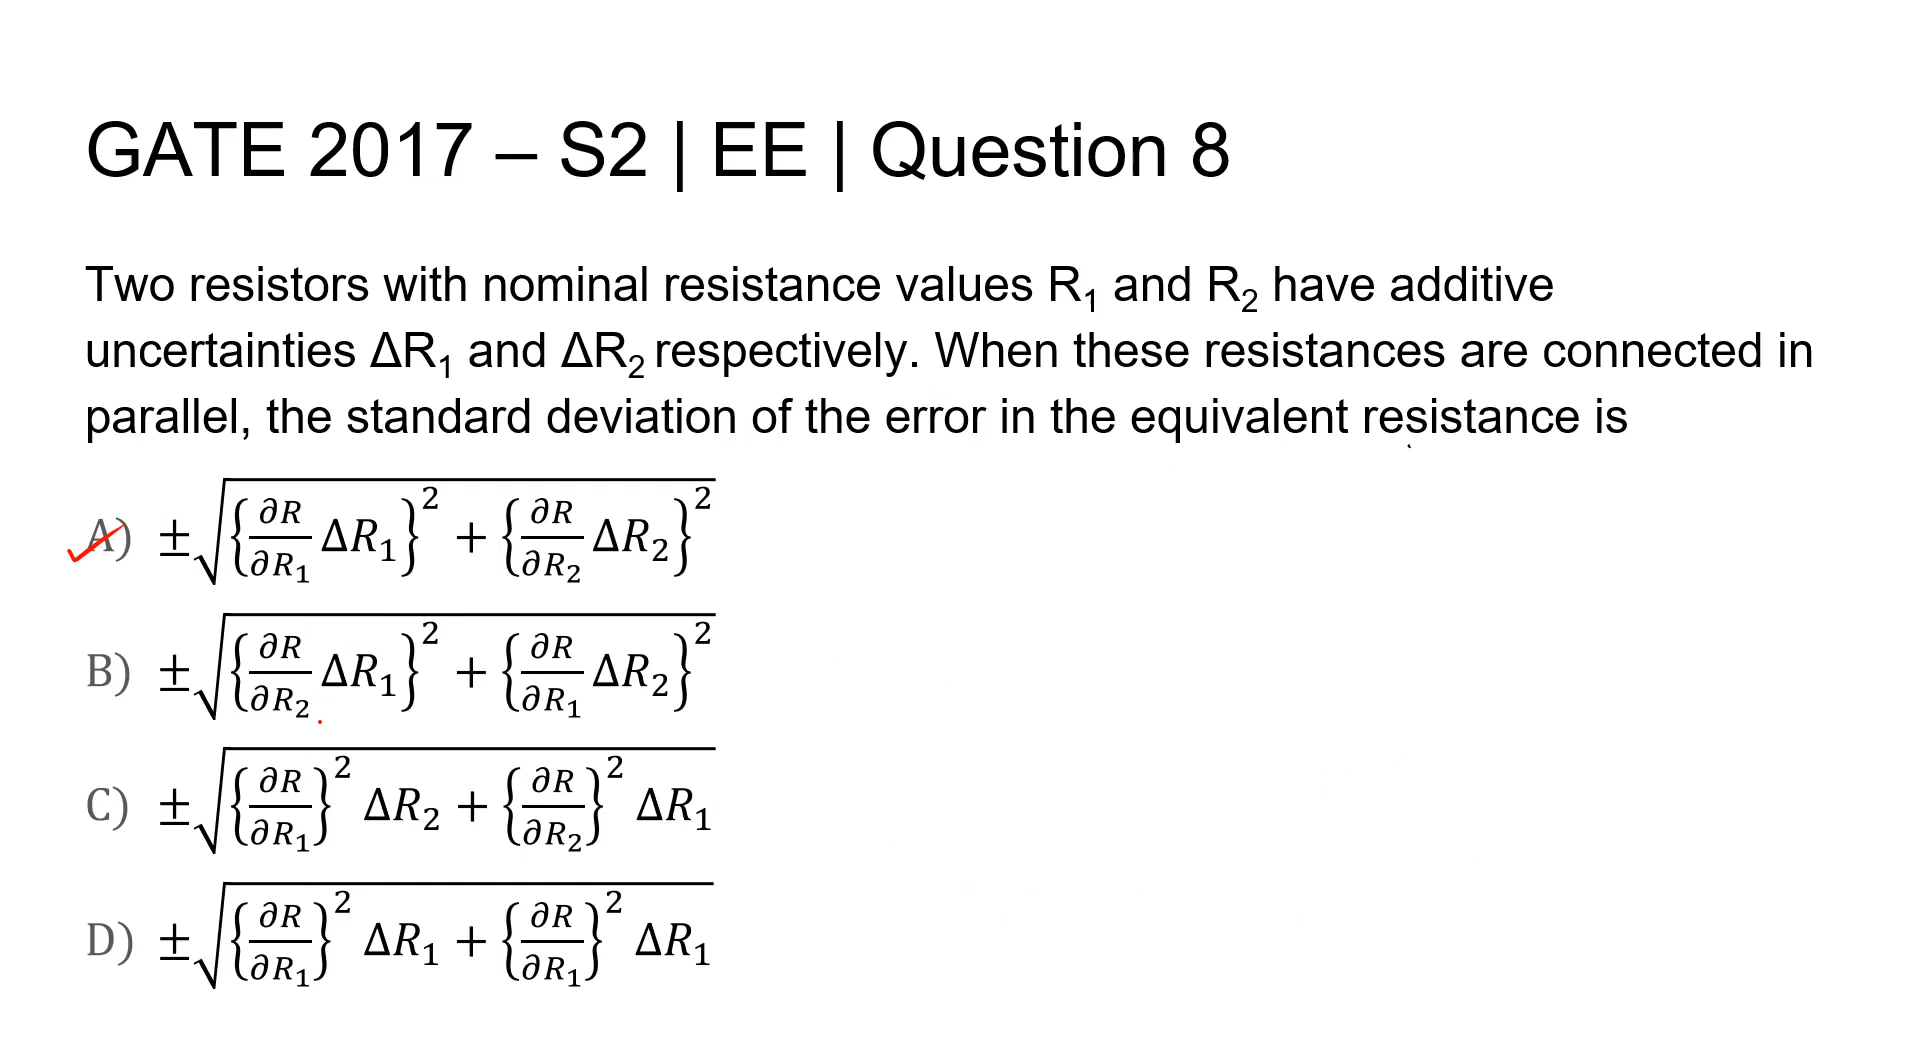 GATE 2017 – S2 | EE | Question 8
Two resistors with nominal resistance values R₁ and R₂ have additive
uncertainties ΔR₁ and ΔR₂ respectively. When these resistances are connected in
parallel, the standard deviation of the error in the equivalent resistance is
A) ±√({∂R/∂R₁ ΔR₁}² + {∂R/∂R₂ ΔR₂}²)
B) ±√({∂R/∂R₂ ΔR₁}² + {∂R/∂R₁ ΔR₂}²)
C) ±√({∂R/∂R₁}² ΔR₂ + {∂R/∂R₂}² ΔR₁)
D) ±√({∂R/∂R₁}² ΔR₁ + {∂R/∂R₁}² ΔR₁)